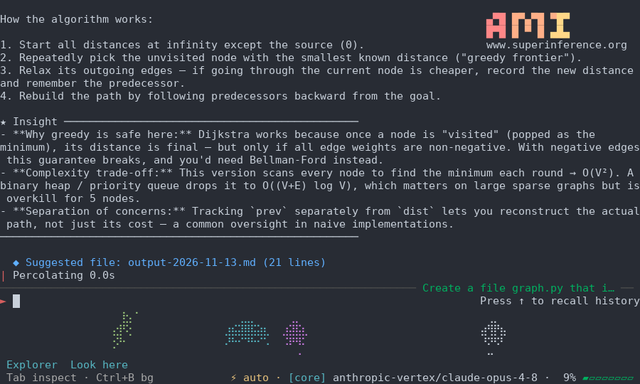 How the algorithm works:
AMI
1. Start all distances at infinity except the source (0).
www.superinference.org
2. Repeatedly pick the unvisited node with the smallest known distance ("greedy frontier").
3. Relax its outgoing edges — if going through the current node is cheaper, record the new distance
and remember the predecessor.
4. Rebuild the path by following predecessors backward from the goal.
★ Insight
- **Why greedy is safe here:** Dijkstra works because once a node is "visited" (popped as the
minimum), its distance is final — but only if all edge weights are non-negative. With negative edges
this guarantee breaks, and you'd need Bellman-Ford instead.
- **Complexity trade-off:** This version scans every node to find the minimum each round → O(V²). A
binary heap / priority queue drops it to O((V+E) log V), which matters on large sparse graphs but is
overkill for 5 nodes.
- **Separation of concerns:** Tracking `prev` separately from `dist` lets you reconstruct the actual
path, not just its cost — a common oversight in naive implementations.
◆ Suggested file: output-2026-11-13.md (21 lines)
| Percolating 0.0s
Create a file graph.py that i…
Press ↑ to recall history
Explorer Look here
Tab inspect · Ctrl+B bg
⚡ auto · [core] anthropic-vertex/claude-opus-4-8 · 9%